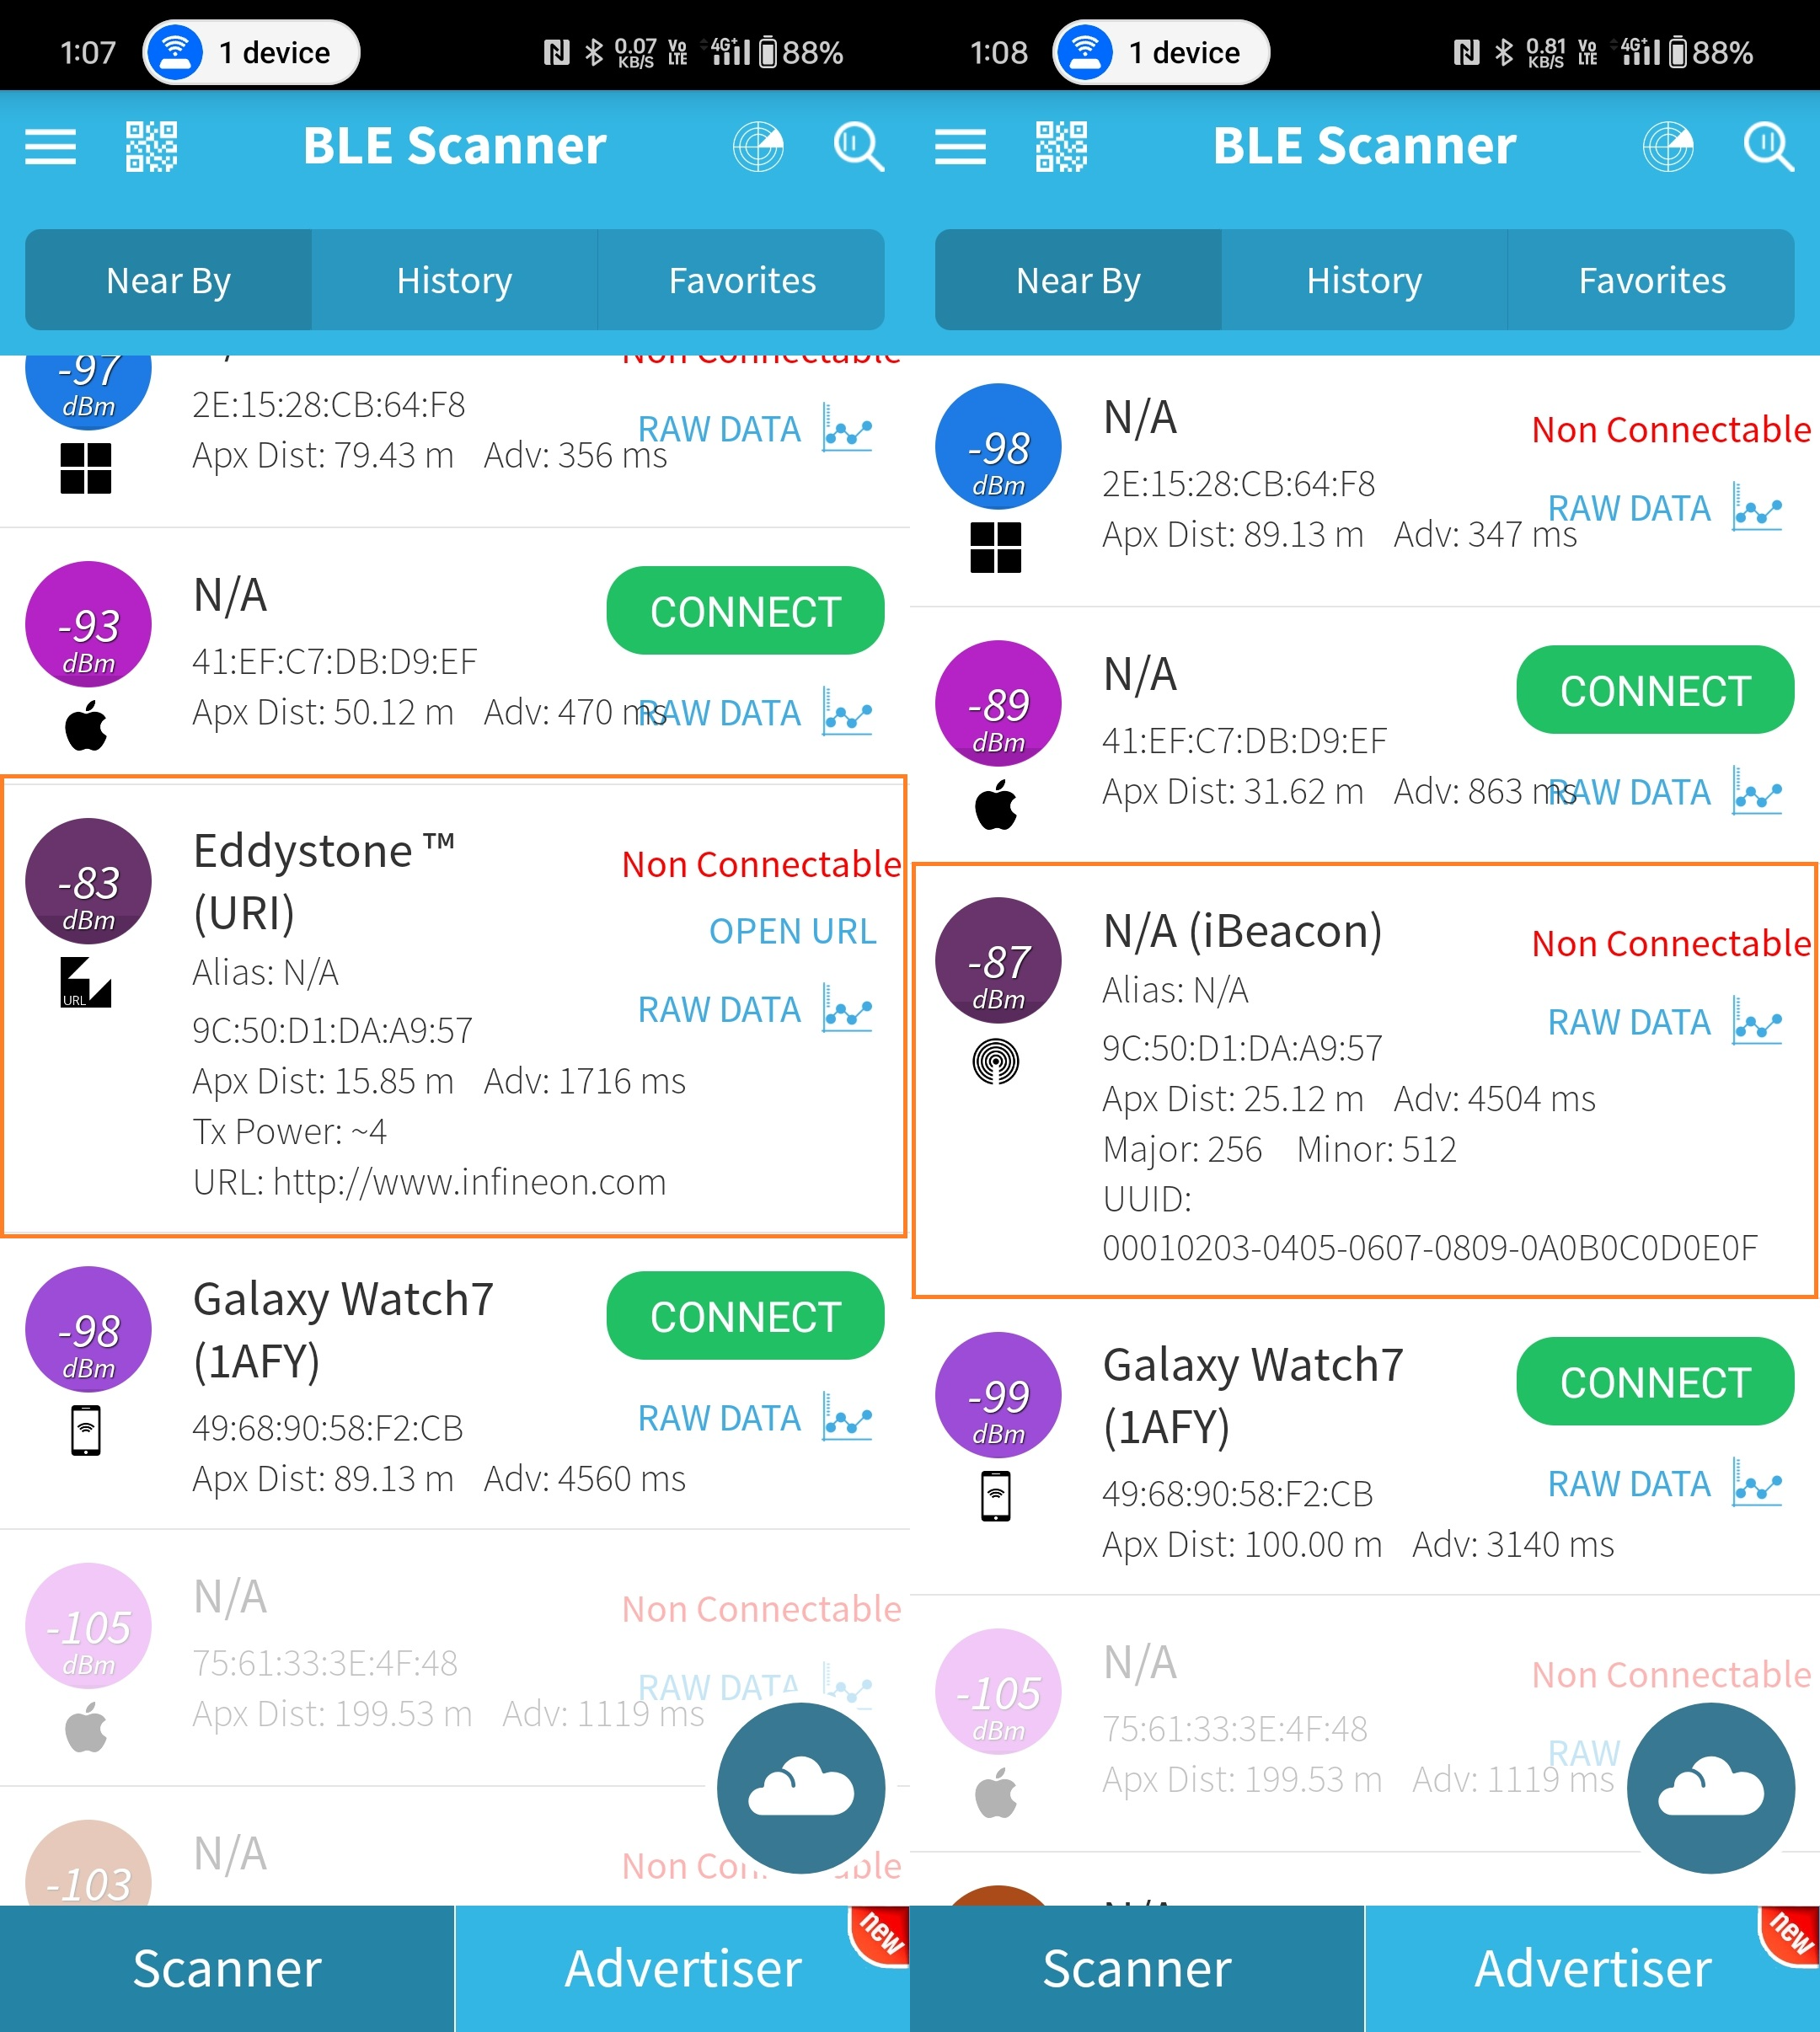 1:07
1 device
0.07
KB/S
Vo
LTE
4G+
88%
BLE Scanner
Near By
History
Favorites
-97
dBm
Non Connectable
2E:15:28:CB:64:F8
RAW DATA
Apx Dist: 79.43 m Adv: 356 ms
-93
dBm
N/A
CONNECT
41:EF:C7:DB:D9:EF
Apx Dist: 50.12 m Adv: 470 ms
RAW DATA
-83
dBm
URL
Eddystone ™
(URI)
Non Connectable
OPEN URL
Alias: N/A
RAW DATA
9C:50:D1:DA:A9:57
Apx Dist: 15.85 m Adv: 1716 ms
Tx Power: ~4
URL: http://www.infineon.com
-98
dBm
Galaxy Watch7
(1AFY)
CONNECT
RAW DATA
49:68:90:58:F2:CB
Apx Dist: 89.13 m Adv: 4560 ms
-105
dBm
N/A
Non Connectable
75:61:33:3E:4F:48
RAW DATA
Apx Dist: 199.53 m Adv: 1119 ms
-103
N/A
Non
Scanner
Advertiser
new
1:08
1 device
0.81
KB/S
Vo
LTE
4G+
88%
BLE Scanner
Near By
History
Favorites
-98
dBm
N/A
Non Connectable
2E:15:28:CB:64:F8
RAW DATA
Apx Dist: 89.13 m Adv: 347 ms
-89
dBm
N/A
CONNECT
41:EF:C7:DB:D9:EF
Apx Dist: 31.62 m Adv: 863 ms
RAW DATA
-87
dBm
N/A (iBeacon)
Non Connectable
Alias: N/A
RAW DATA
9C:50:D1:DA:A9:57
Apx Dist: 25.12 m Adv: 4504 ms
Major: 256 Minor: 512
UUID:
00010203-0405-0607-0809-0A0B0C0D0E0F
-99
dBm
Galaxy Watch7
(1AFY)
CONNECT
RAW DATA
49:68:90:58:F2:CB
Apx Dist: 100.00 m Adv: 3140 ms
-105
dBm
N/A
Non Connectable
75:61:33:3E:4F:48
RAW
Apx Dist: 199.53 m Adv: 1119 ms
Scanner
Advertiser
new